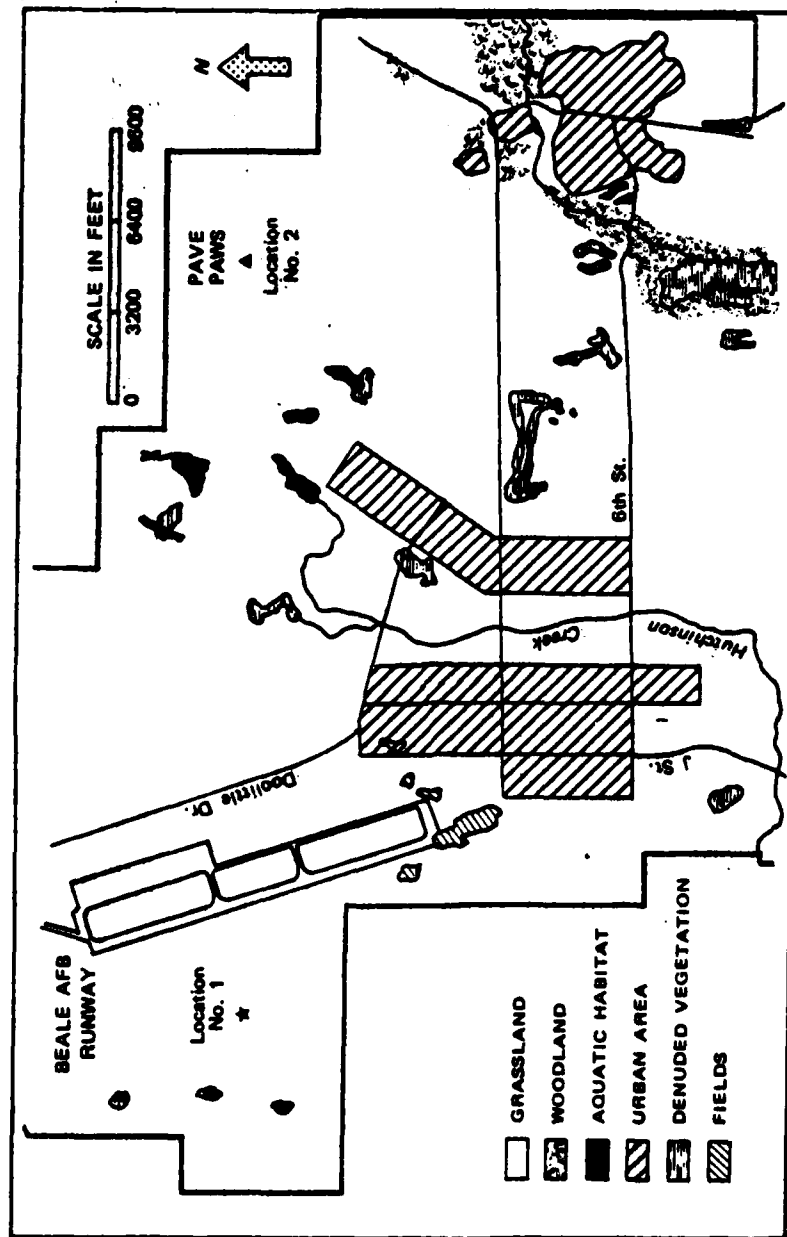 BEALE AFB
RUNWAY
Location
No. 1
Doolittle Dr.
SCALE IN FEET
0 3200 6400 9600
N
PAVE
PAWS
Location
No. 2
Hutchinson
Creek
J St.
6th St.
GRASSLAND
WOODLAND
AQUATIC HABITAT
URBAN AREA
DENUDED VEGETATION
FIELDS